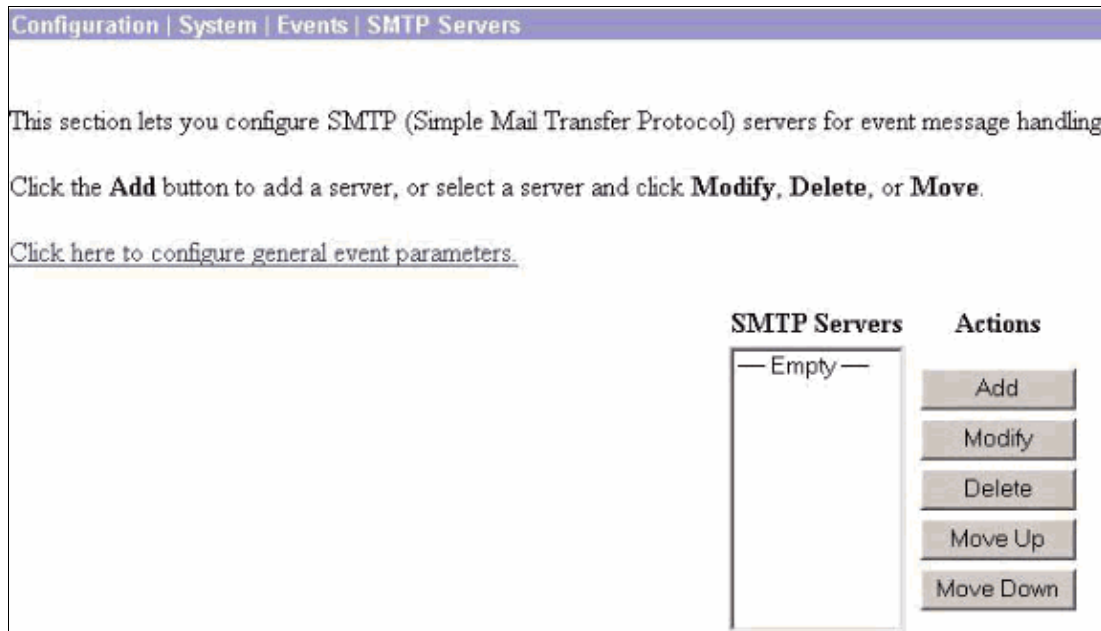 Configuration | System | Events | SMTP Servers
This section lets you configure SMTP (Simple Mail Transfer Protocol) servers for event message handling
Click the Add button to add a server, or select a server and click Modify, Delete, or Move.
Click here to configure general event parameters.
SMTP Servers Actions
— Empty —
Add
Modify
Delete
Move Up
Move Down